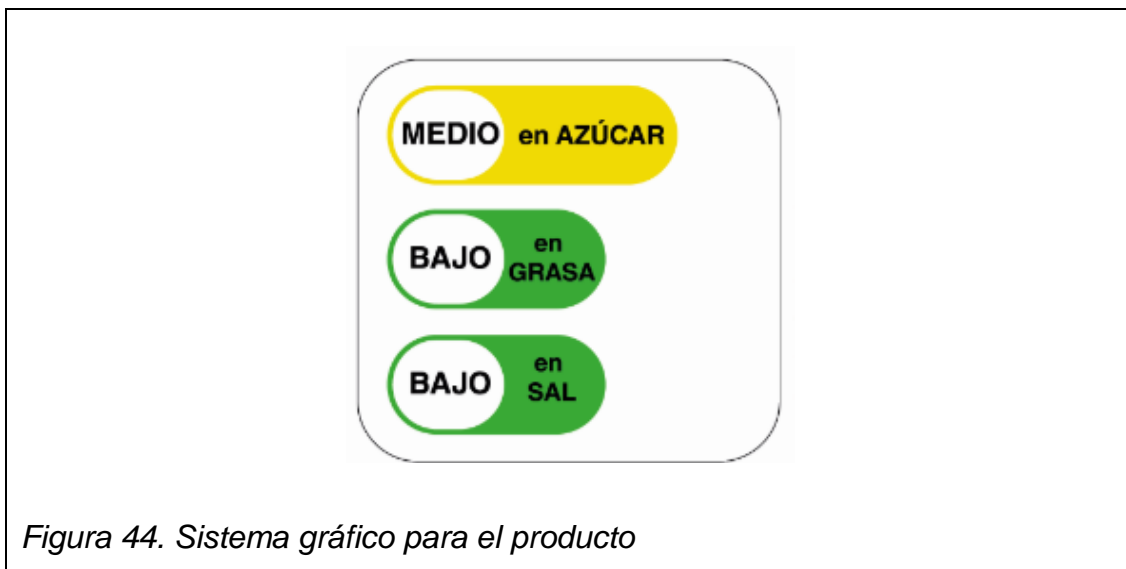 MEDIO en AZÚCAR
BAJO en GRASA
BAJO en SAL
Figura 44. Sistema gráfico para el producto